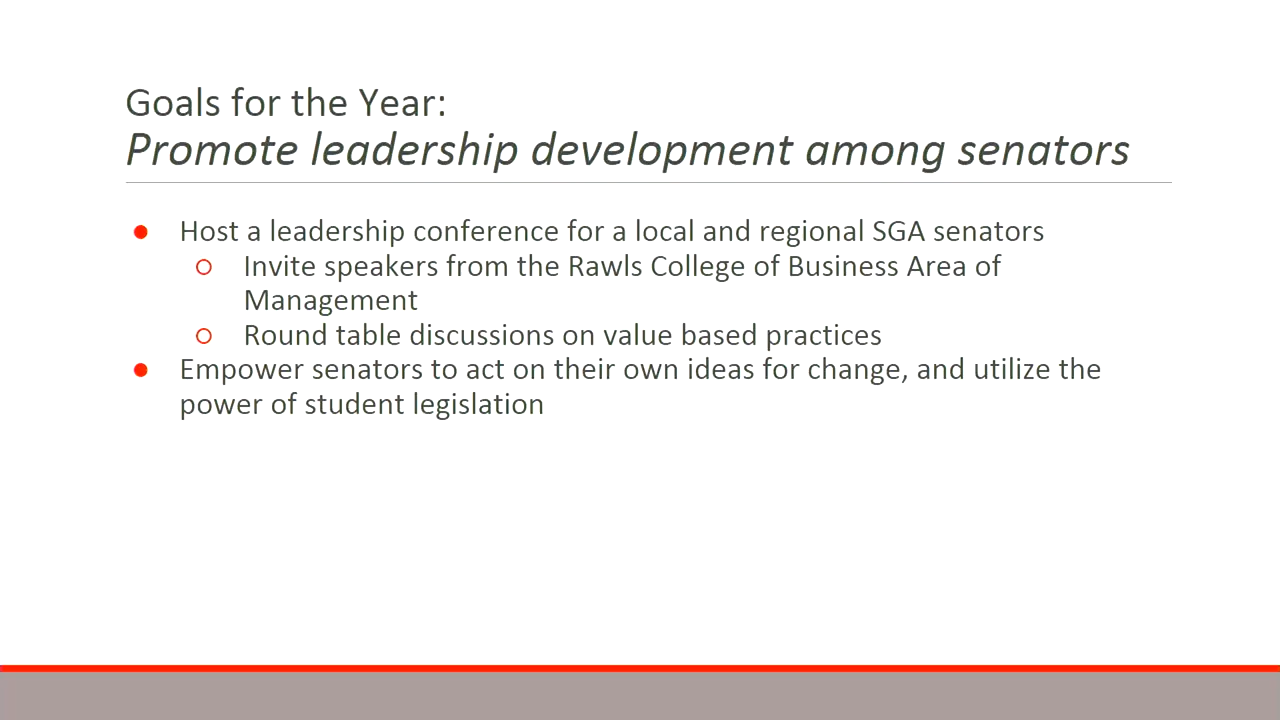 Goals for the Year:
Promote leadership development among senators
● Host a leadership conference for a local and regional SGA senators
○ Invite speakers from the Rawls College of Business Area of
Management
○ Round table discussions on value based practices
● Empower senators to act on their own ideas for change, and utilize the
power of student legislation